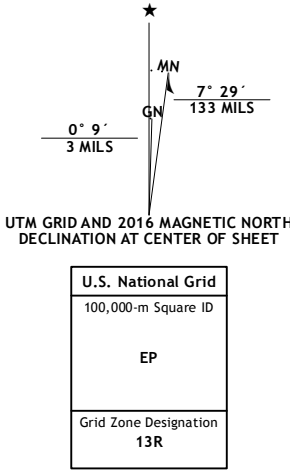 MN
7° 29´
133 MILS
GN
0° 9´
3 MILS
UTM GRID AND 2016 MAGNETIC NORTH
DECLINATION AT CENTER OF SHEET
U.S. National Grid
100,000-m Square ID
EP
Grid Zone Designation
13R